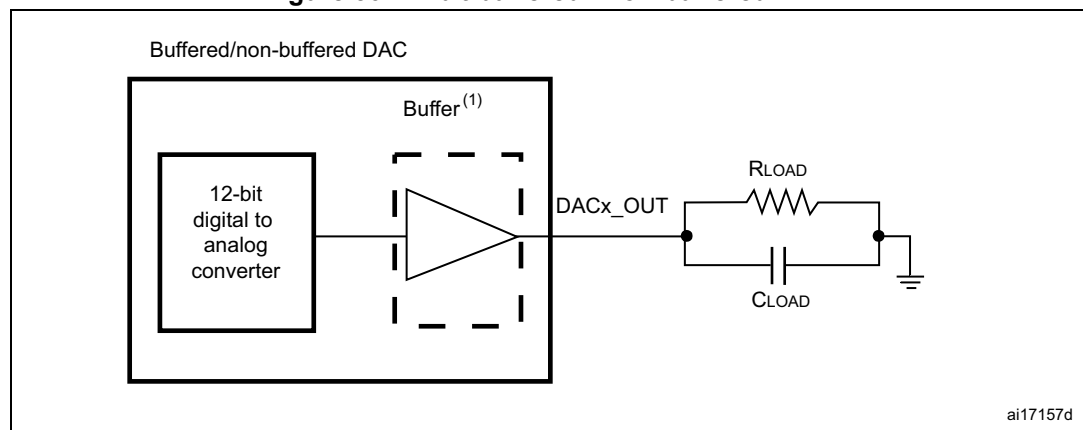 Buffered/non-buffered DAC
Buffer(1)
12-bit
digital to
analog
converter
DACx_OUT
RLOAD
CLOAD
ai17157d